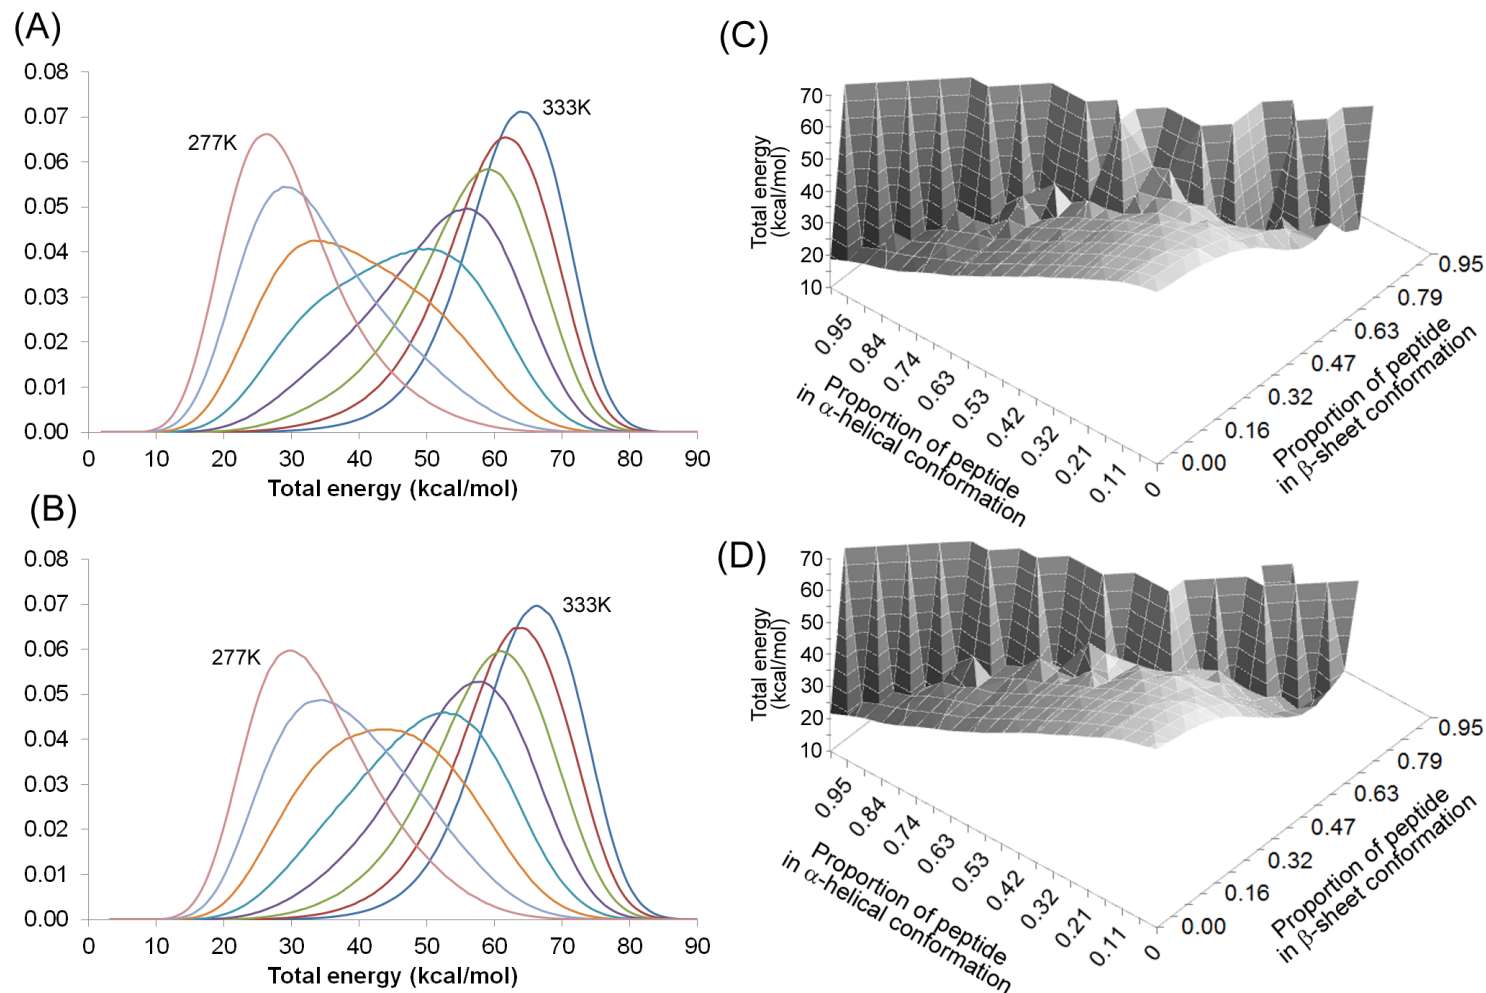 (A)
0.08
0.07
0.06
0.05
0.04
0.03
0.02
0.01
0.00
277K
333K
0 10 20 30 40 50 60 70 80 90
Total energy (kcal/mol)
(B)
0.08
0.07
0.06
0.05
0.04
0.03
0.02
0.01
0.00
277K
333K
0 10 20 30 40 50 60 70 80 90
Total energy (kcal/mol)
(C)
Total energy
(kcal/mol)
70
60
50
40
30
20
10
0.95 0.84 0.74 0.63 0.53 0.42 0.32 0.21 0.11 0
Proportion of peptide
in α-helical conformation
0.00 0.16 0.32 0.47 0.63 0.79 0.95
Proportion of peptide
in β-sheet conformation
(D)
Total energy
(kcal/mol)
70
60
50
40
30
20
10
0.95 0.84 0.74 0.63 0.53 0.42 0.32 0.21 0.11 0
Proportion of peptide
in α-helical conformation
0.00 0.16 0.32 0.47 0.63 0.79 0.95
Proportion of peptide
in β-sheet conformation